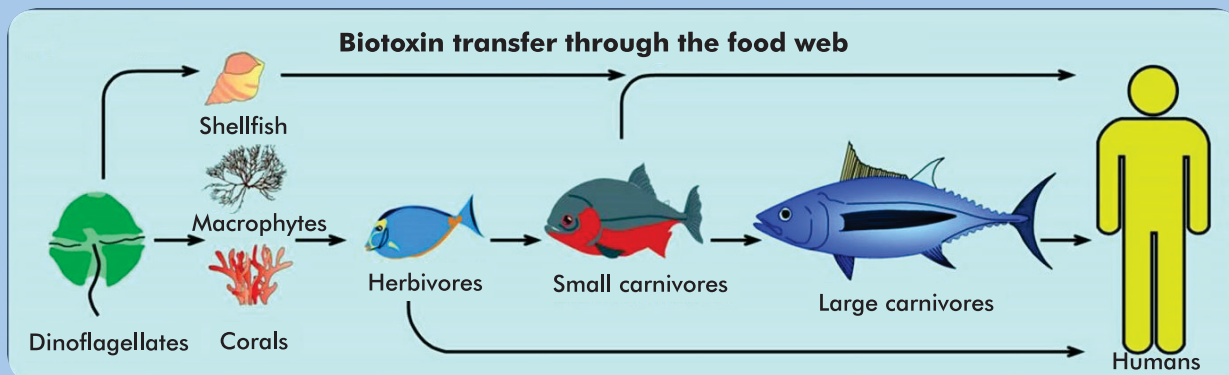 Biotoxin transfer through the food web
Shellfish
Macrophytes
Herbivores
Small carnivores
Large carnivores
Dinoflagellates
Corals
Humans